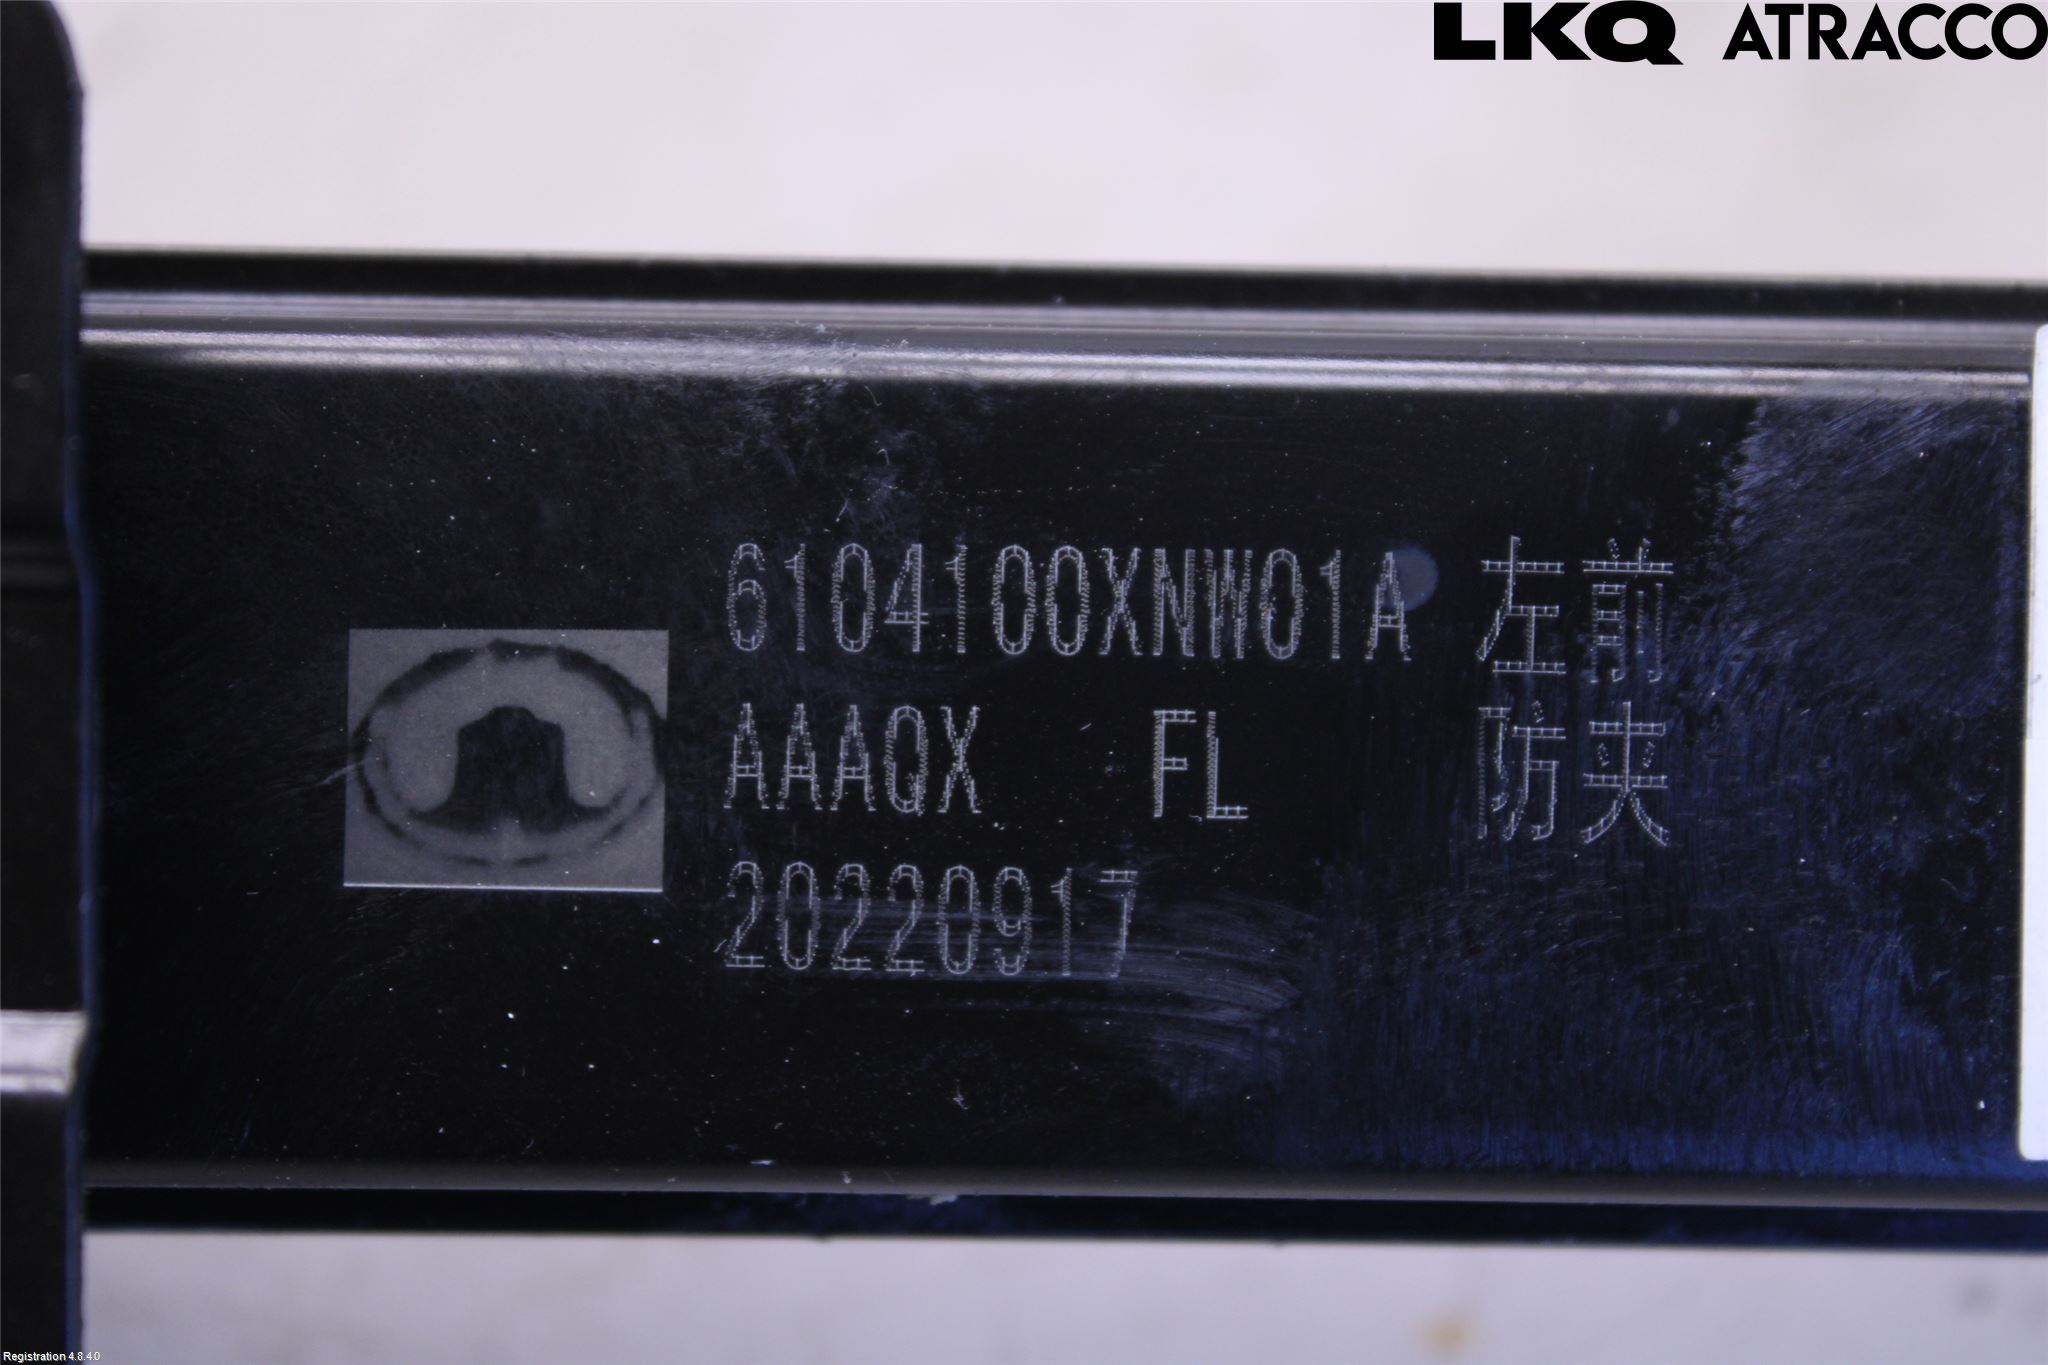 LKQ ATRACCO
6104100XNW01A 左前
AAAQX FL 防夹
20220917
Registration 4.8.4.0